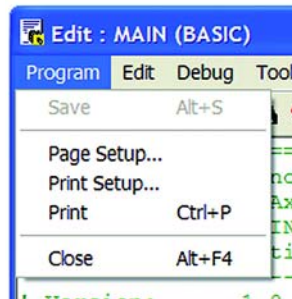 Edit : MAIN (BASIC)
Program Edit Debug
Save Alt+S
Page Setup...
Print Setup...
Print Ctrl+P
Close Alt+F4